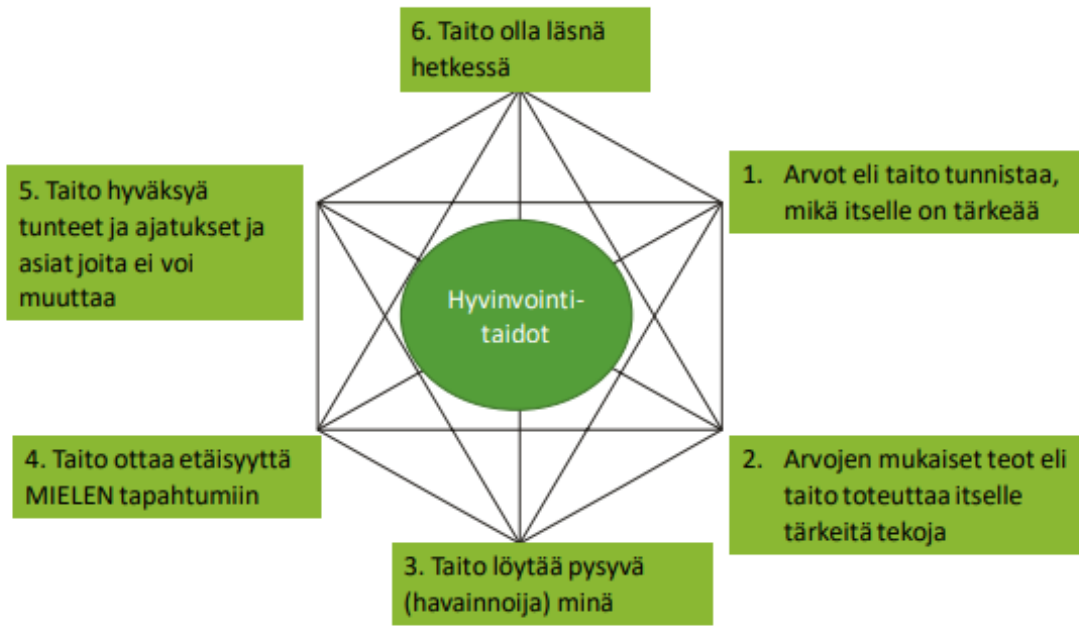 6. Taito olla läsnä
hetkessä
1. Arvot eli taito tunnistaa,
mikä itselle on tärkeää
5. Taito hyväksyä
tunteet ja ajatukset ja
asiat joita ei voi
muuttaa
Hyvinvointi-
taidot
4. Taito ottaa etäisyyttä
MIELEN tapahtumiin
2. Arvojen mukaiset teot eli
taito toteuttaa itselle
tärkeitä tekoja
3. Taito löytää pysyvä
(havainnoija) minä